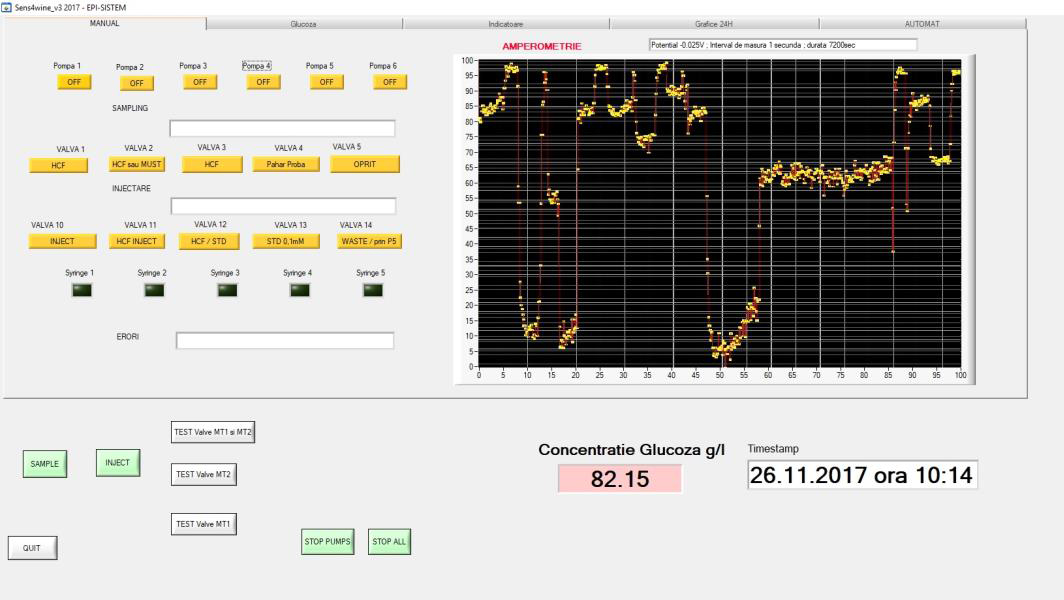 Sens4wine_v3 2017 - EPI-SISTEM
MANUAL Glucoza Indicatoare Grafice 24H AUTOMAT
Pompa 1 Pompa 2 Pompa 3 Pompa 4 Pompa 5 Pompa 6
OFF OFF OFF OFF OFF OFF
SAMPLING
VALVA 1 VALVA 2 VALVA 3 VALVA 4 VALVA 5
HCF HCF sau MUST HCF Pahar Proba OPRIT
INJECTARE
VALVA 10 VALVA 11 VALVA 12 VALVA 13 VALVA 14
INJECT HCF INJECT HCF / STD STD 0,1mM WASTE / prin P5
Syringe 1 Syringe 2 Syringe 3 Syringe 4 Syringe 5
ERORI
AMPEROMETRIE
Potential -0.025V ; Interval de masura 1 secunda ; durata 7200sec
100
95
90
85
80
75
70
65
60
55
50
45
40
35
30
25
20
15
10
5
0
0 5 10 15 20 25 30 35 40 45 50 55 60 65 70 75 80 85 90 95 100
TEST Valve MT1 si MT2
SAMPLE INJECT
TEST Valve MT2
TEST Valve MT1
STOP PUMPS STOP ALL
QUIT
Concentratie Glucoza g/l
82.15
Timestamp
26.11.2017 ora 10:14